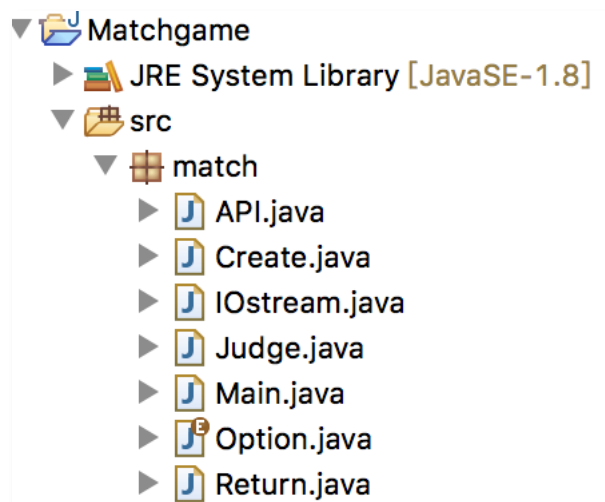 Matchgame
JRE System Library [JavaSE-1.8]
src
match
API.java
Create.java
IOstream.java
Judge.java
Main.java
Option.java
Return.java